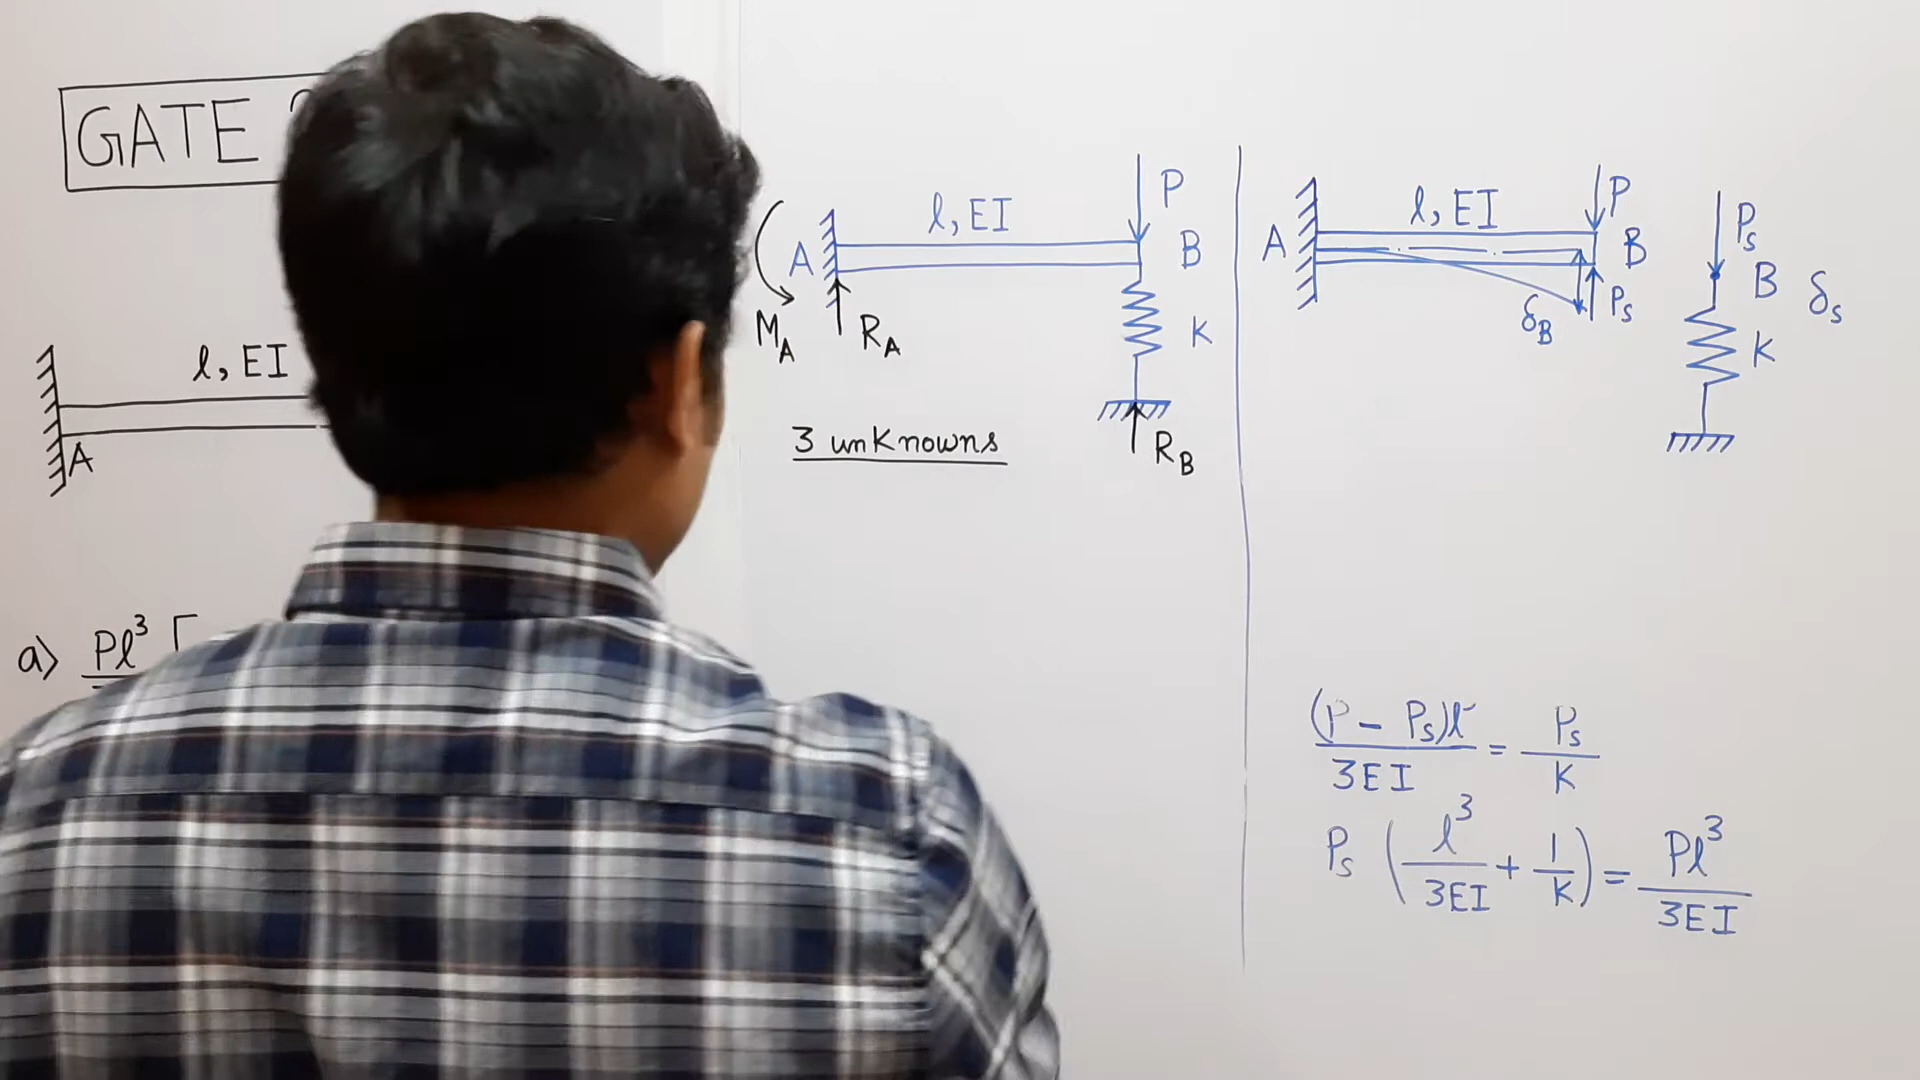 GATE
l, EI
A
a) Pl³ [
P
l, EI
A
B
M_A
R_A
K
3 unknowns
R_B
P
l, EI
A
B
P_s
δ_B
P_s
B δ_s
K
(P - P_s)l / 3EI = P_s / K
P_s (l³ / 3EI + 1 / K) = Pl³ / 3EI